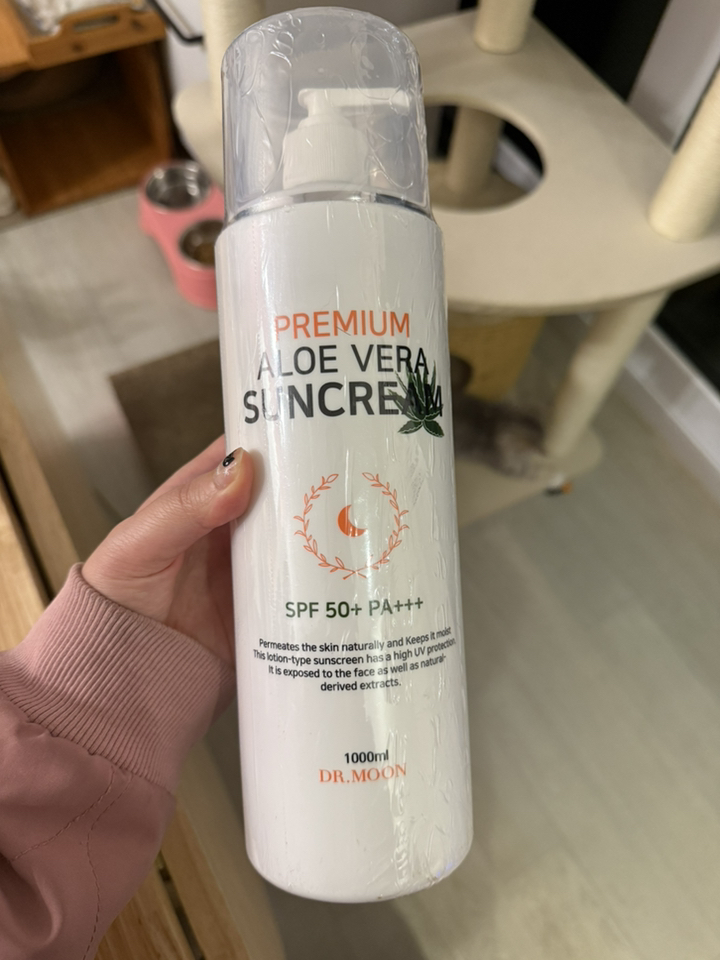 PREMIUM
ALOE VERA
SUNCREAM
SPF 50+ PA+++
Permeates the skin naturally and Keeps it moist
This lotion-type sunscreen has a high UV protection.
It is exposed to the face as well as natural-
derived extracts.
1000ml
DR.MOON